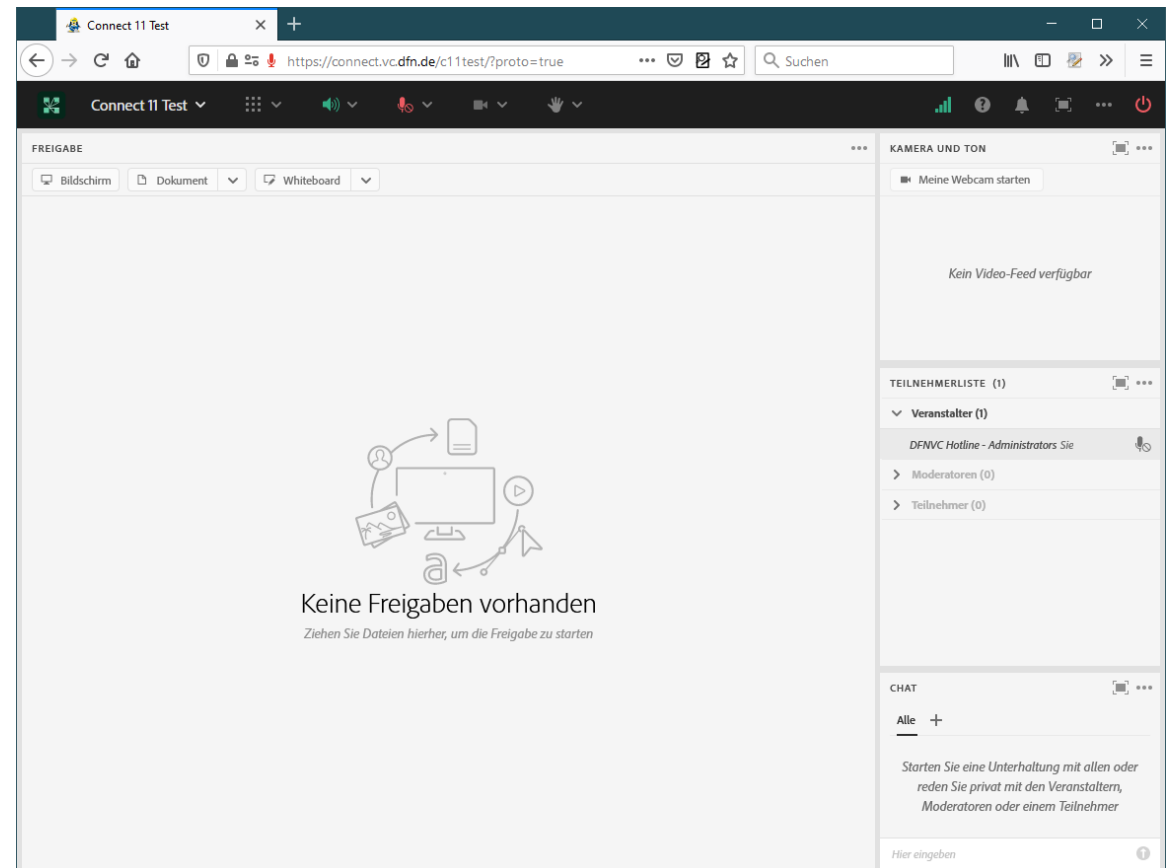 Connect 11 Test
https://connect.vc.dfn.de/c11test/?proto=true
Suchen
Connect 11 Test
FREIGABE
Bildschirm
Dokument
Whiteboard
Keine Freigaben vorhanden
Ziehen Sie Dateien hierher, um die Freigabe zu starten
KAMERA UND TON
Meine Webcam starten
Kein Video-Feed verfügbar
TEILNEHMERLISTE (1)
Veranstalter (1)
DFNVC Hotline - Administrators Sie
Moderatoren (0)
Teilnehmer (0)
CHAT
Alle
Starten Sie eine Unterhaltung mit allen oder
reden Sie privat mit den Veranstaltern,
Moderatoren oder einem Teilnehmer
Hier eingeben